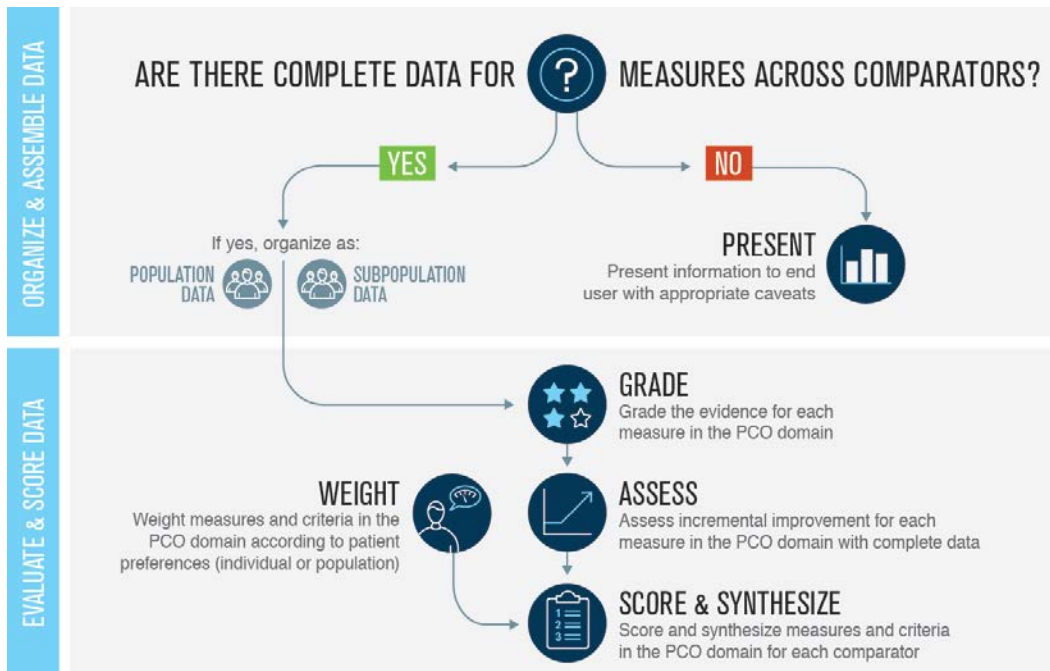 ORGANIZE & ASSEMBLE DATA
ARE THERE COMPLETE DATA FOR ? MEASURES ACROSS COMPARATORS?
YES
NO
If yes, organize as:
POPULATION
DATA
SUBPOPULATION
DATA
PRESENT
Present information to end
user with appropriate caveats
EVALUATE & SCORE DATA
GRADE
Grade the evidence for each
measure in the PCO domain
WEIGHT
Weight measures and criteria in the
PCO domain according to patient
preferences (individual or population)
ASSESS
Assess incremental improvement for each
measure in the PCO domain with complete data
1
2
3
SCORE & SYNTHESIZE
Score and synthesize measures and criteria
in the PCO domain for each comparator